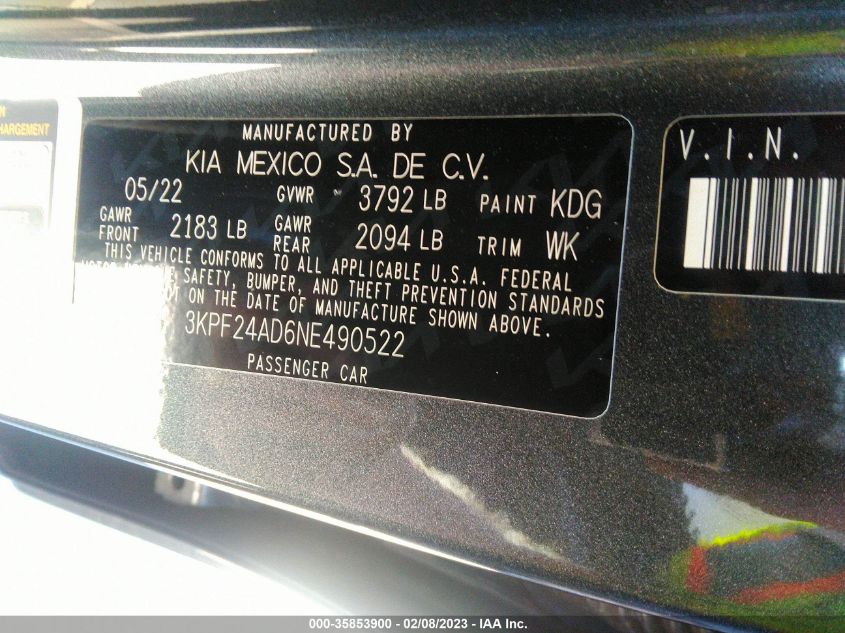 HARGEMENT
MANUFACTURED BY
KIA MEXICO S.A. DE C.V.
05/22 GVWR 3792 LB PAINT KDG
GAWR FRONT 2183 LB GAWR REAR 2094 LB TRIM WK
THIS VEHICLE CONFORMS TO ALL APPLICABLE U.S.A. FEDERAL
SAFETY, BUMPER, AND THEFT PREVENTION STANDARDS
ON THE DATE OF MANUFACTURE SHOWN ABOVE.
3KPF24AD6NE490522
PASSENGER CAR
V.I.N.
000-35853900 - 02/08/2023 - IAA Inc.